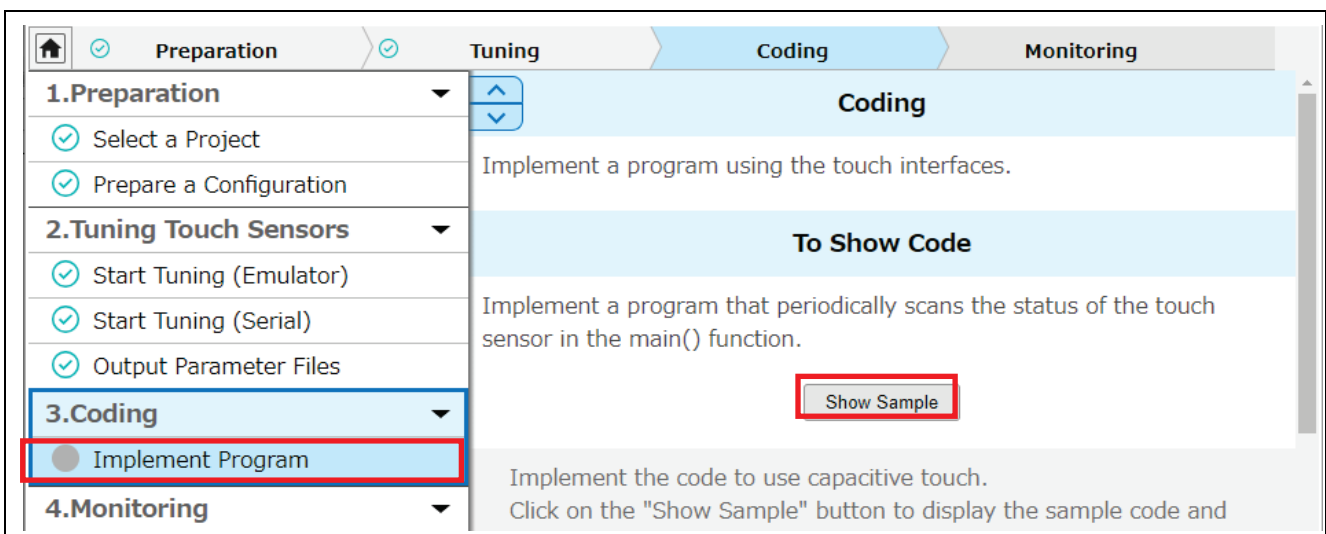 Preparation
Tuning
Coding
Monitoring
1.Preparation
Select a Project
Prepare a Configuration
2.Tuning Touch Sensors
Start Tuning (Emulator)
Start Tuning (Serial)
Output Parameter Files
3.Coding
Implement Program
4.Monitoring
Coding
Implement a program using the touch interfaces.
To Show Code
Implement a program that periodically scans the status of the touch
sensor in the main() function.
Show Sample
Implement the code to use capacitive touch.
Click on the "Show Sample" button to display the sample code and